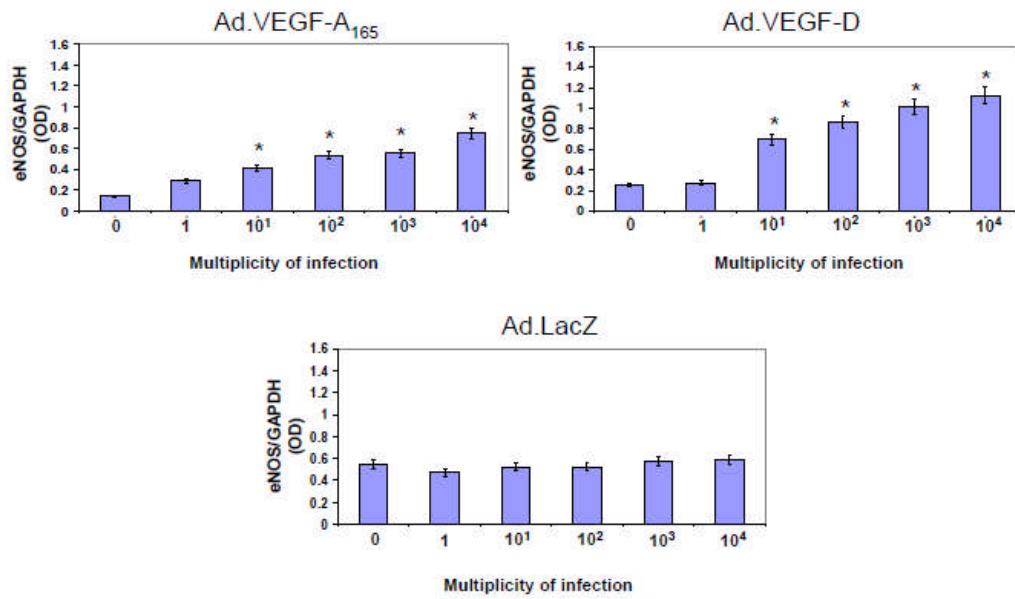 Ad.VEGF-A₁₆₅
eNOS/GAPDH
(OD)
1.6
1.4
1.2
1
0.8
0.6
0.4
0.2
0
*
*
*
*
0 1 10¹ 10² 10³ 10⁴
Multiplicity of infection
Ad.VEGF-D
eNOS/GAPDH
(OD)
1.6
1.4
1.2
1
0.8
0.6
0.4
0.2
0
*
*
*
*
0 1 10¹ 10² 10³ 10⁴
Multiplicity of infection
Ad.LacZ
eNOS/GAPDH
(OD)
1.6
1.4
1.2
1
0.8
0.6
0.4
0.2
0
0 1 10¹ 10² 10³ 10⁴
Multiplicity of infection